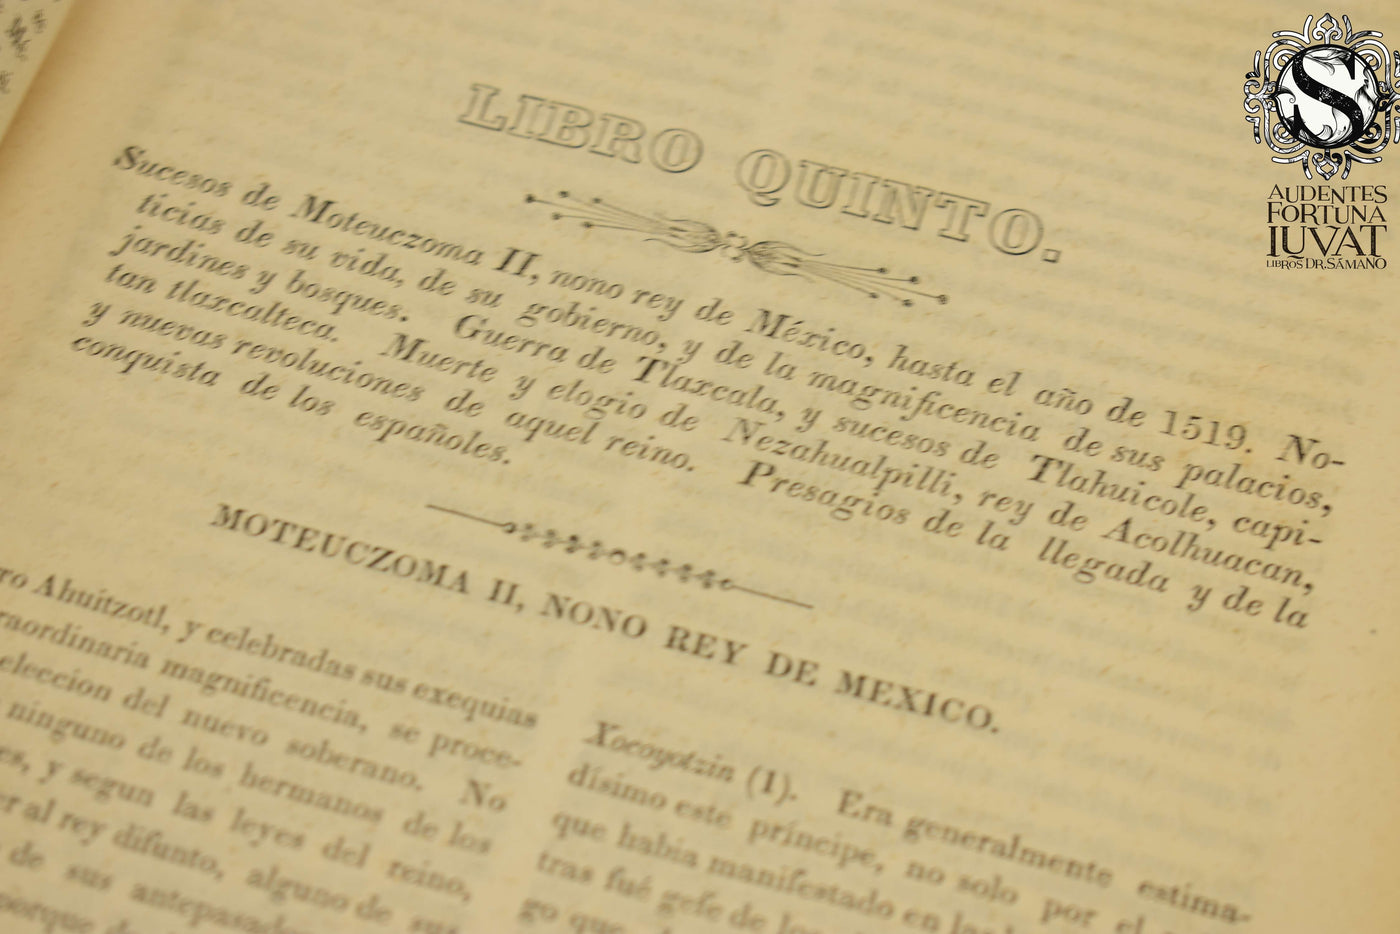 LIBRO QUINTO.
Sucesos de Moteuczoma II, nono rey de México, hasta el año de 1519. No-
ticias de su vida, de su gobierno, y de la magnificencia de sus palacios,
jardines y bosques. Guerra de Tlaxcala, y sucesos de Tlahuicole, capi-
tan tlaxcalteca. Muerte y elogio de Nezahualpilli, rey de Acolhuacan,
y nuevas revoluciones de aquel reino. Presagios de la llegada y de la
conquista de los españoles.
MOTEUCZOMA II, NONO REY DE MEXICO.
Ahuitzotl, y celebradas sus exequias
magnificencia, se proce-
eleccion del nuevo soberano. No
ninguno de los hermanos de los
y segun las leyes del reino,
al rey difunto, alguno de sus
de sus
porque
Xocoyotzin (1). Era generalmente estima-
dísimo este príncipe, no solo por el
que habia manifestado en las
tras fué gefe de los
go que
S
AUDENTES
FORTUNA
IUVAT
LIBROS DR. SÁMANO